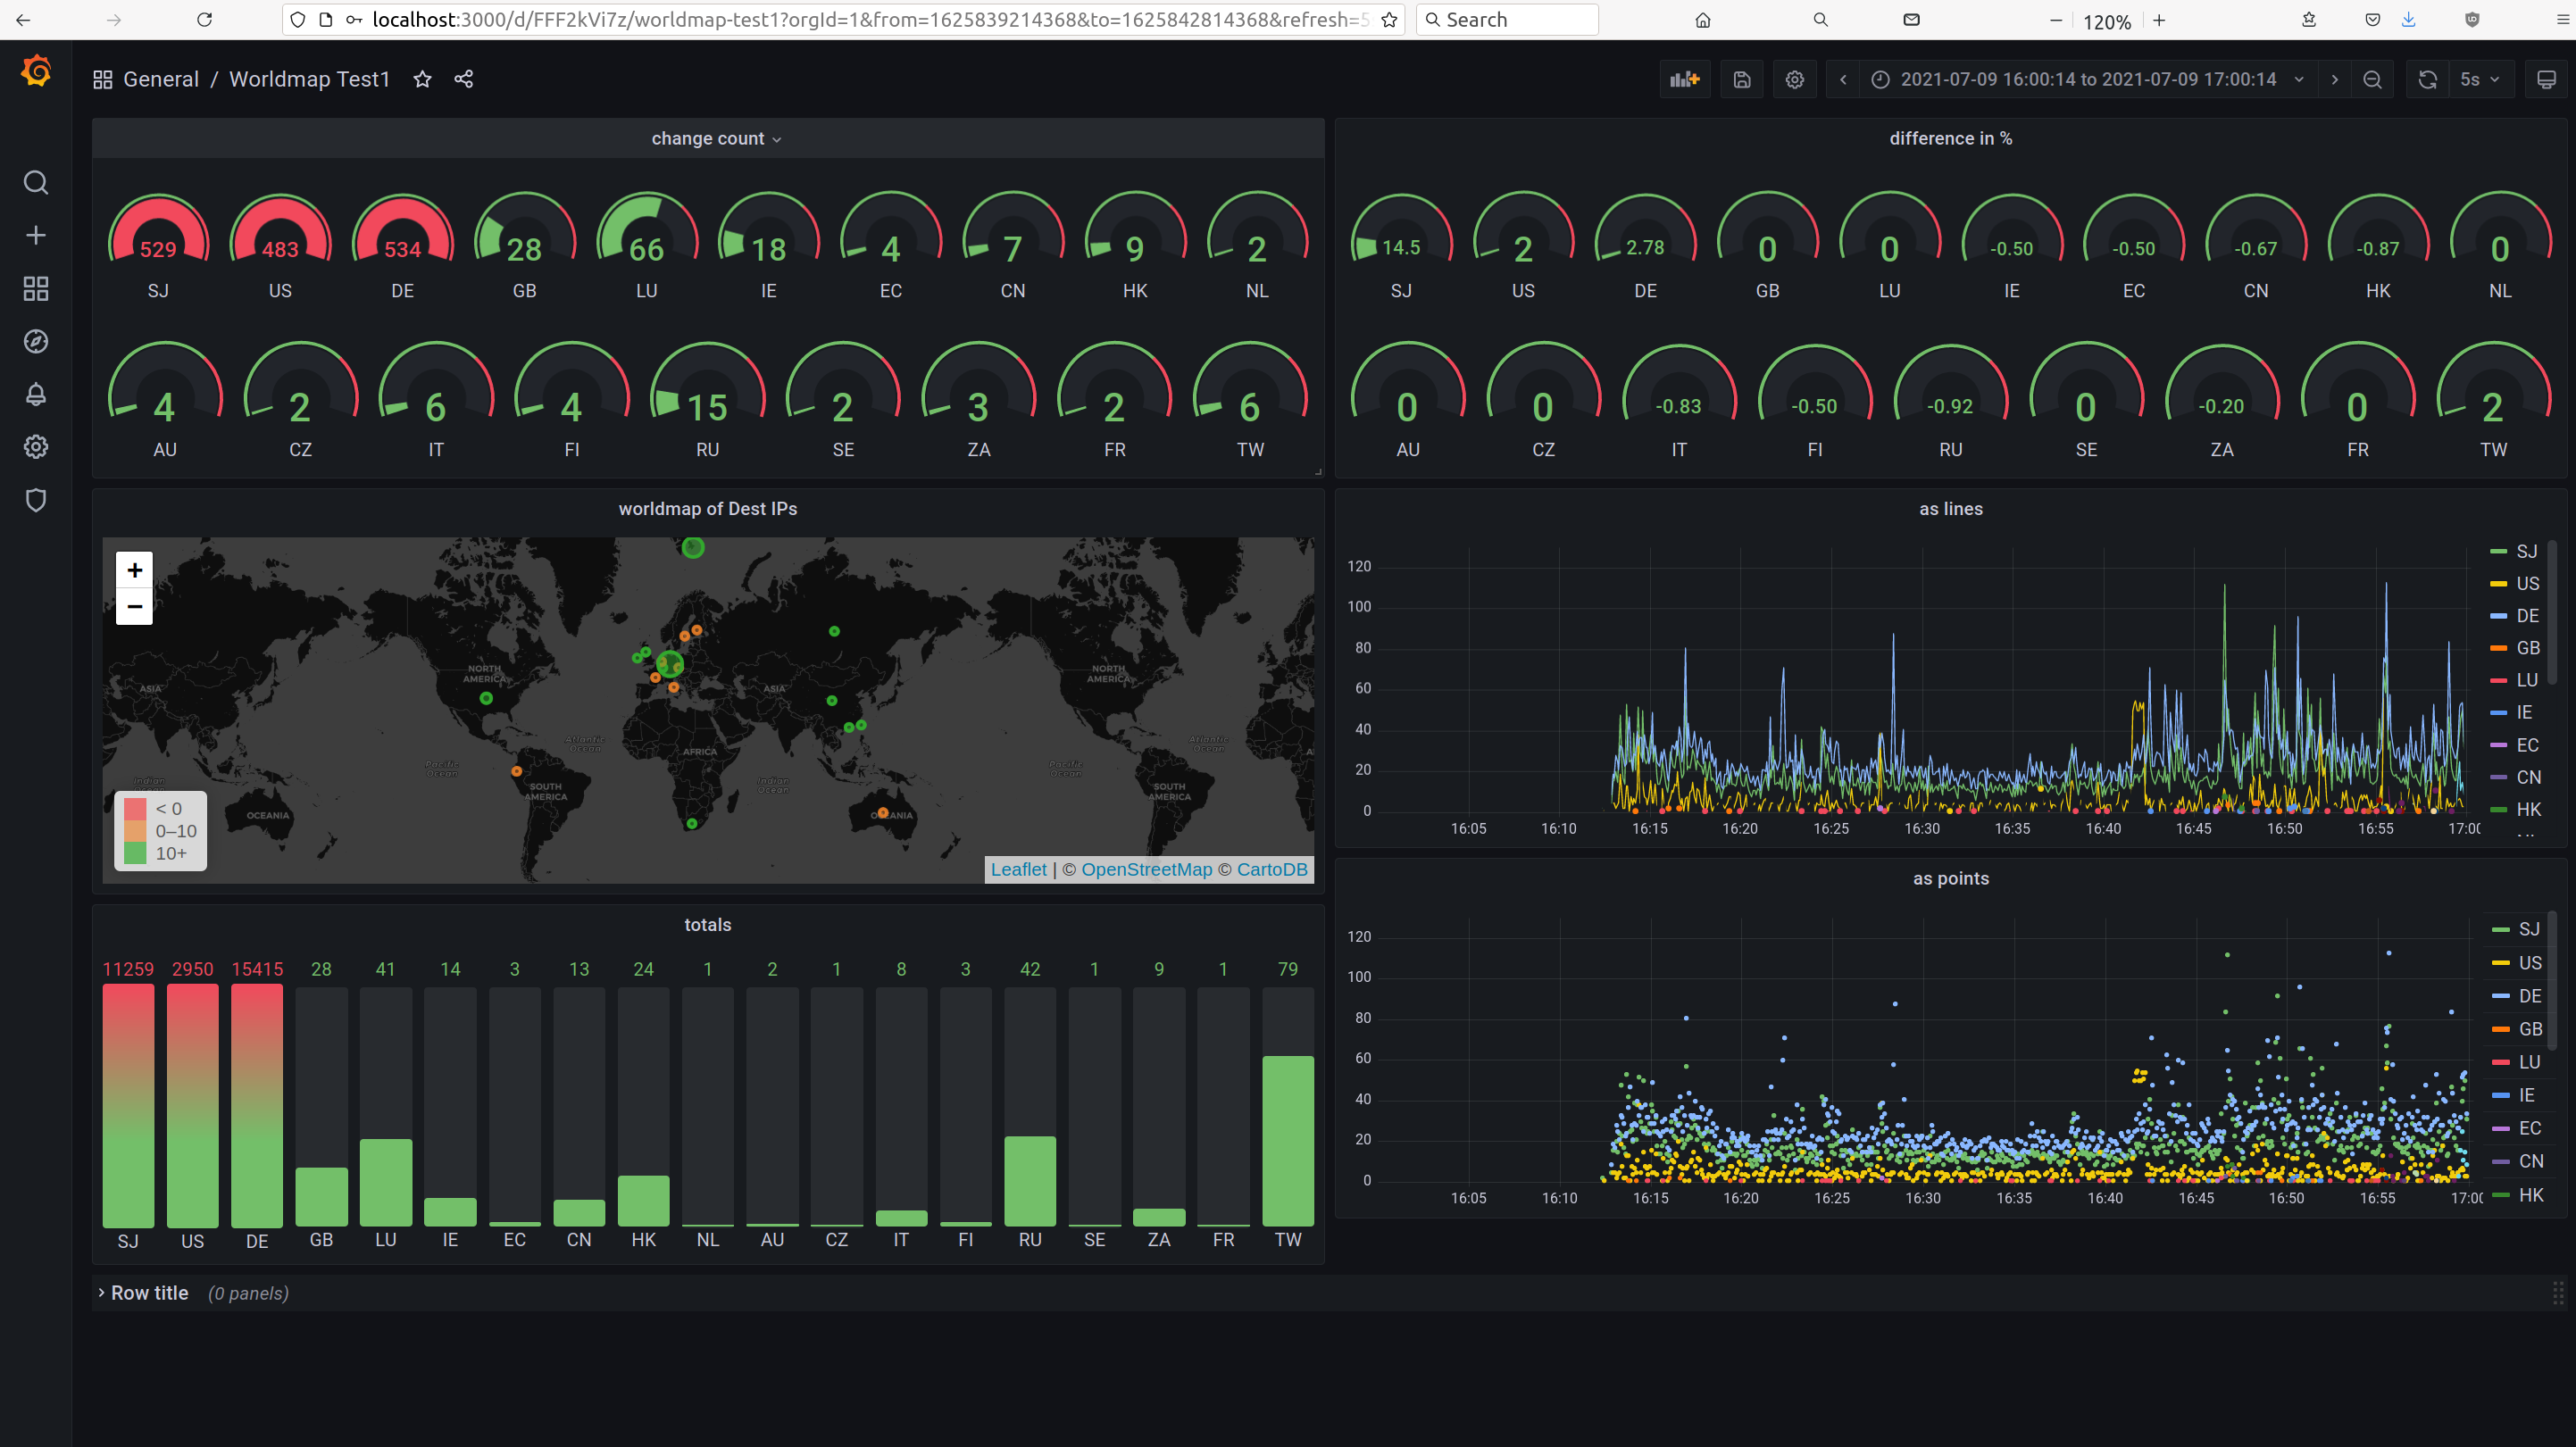 localhost:3000/d/FFF2kVi7z/worldmap-test1?orgId=1&from=1625839214368&to=1625842814368&refresh=5
Search
120%
General / Worldmap Test1
2021-07-09 16:00:14 to 2021-07-09 17:00:14
5s
change count
529 483 534 28 66 18 4 7 9 2
SJ US DE GB LU IE EC CN HK NL
4 2 6 4 15 2 3 2 6
AU CZ IT FI RU SE ZA FR TW
difference in %
14.5 2 2.78 0 0 -0.50 -0.50 -0.67 -0.87 0
SJ US DE GB LU IE EC CN HK NL
0 0 -0.83 -0.50 -0.92 0 -0.20 0 2
AU CZ IT FI RU SE ZA FR TW
worldmap of Dest IPs
+
−
NORTH AMERICA
NORTH AMERICA
ASIA
ASIA
Atlantic Ocean
Atlantic Ocean
AFRICA
Pacific Ocean
Pacific Ocean
Indian Ocean
Indian
SOUTH AMERICA
SOUTH AMERICA
OCEANIA
OCEANIA
< 0
0–10
10+
Leaflet | © OpenStreetMap © CartoDB
as lines
120
100
80
60
40
20
0
16:05 16:10 16:15 16:20 16:25 16:30 16:35 16:40 16:45 16:50 16:55 17:00
SJ
US
DE
GB
LU
IE
EC
CN
HK
totals
11259 2950 15415 28 41 14 3 13 24 1 2 1 8 3 42 1 9 1 79
SJ US DE GB LU IE EC CN HK NL AU CZ IT FI RU SE ZA FR TW
as points
120
100
80
60
40
20
0
16:05 16:10 16:15 16:20 16:25 16:30 16:35 16:40 16:45 16:50 16:55 17:00
SJ
US
DE
GB
LU
IE
EC
CN
HK
Row title (0 panels)